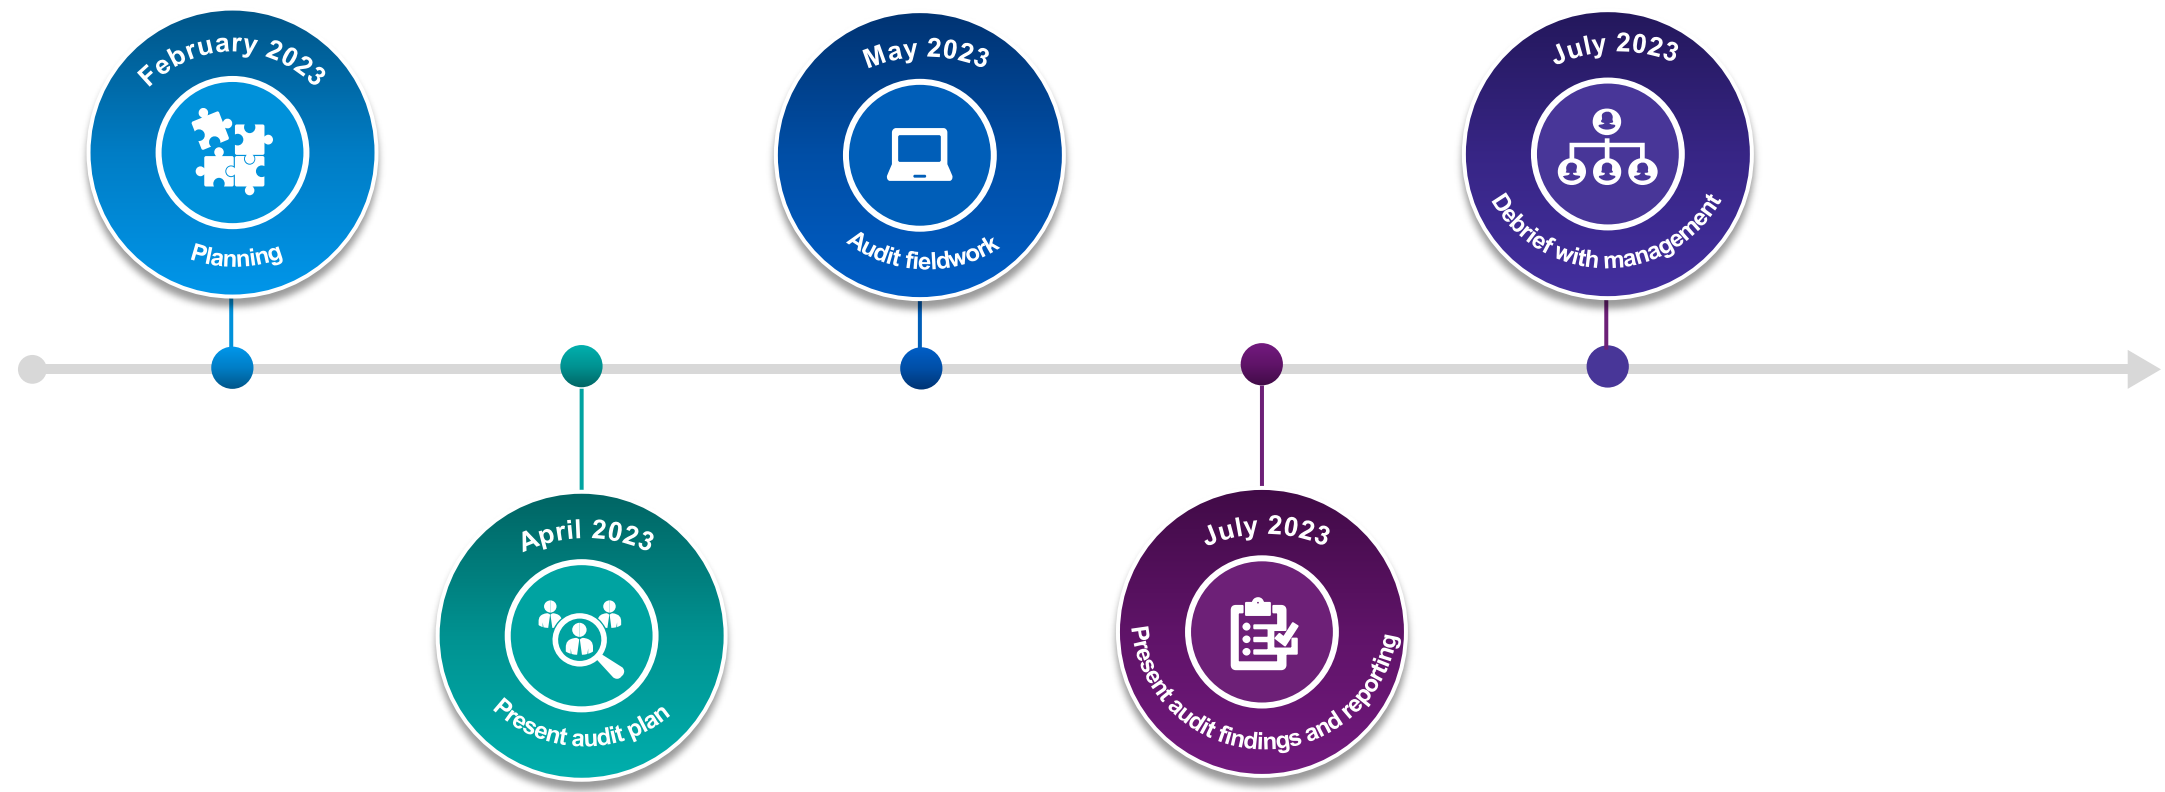 February 2023
Planning
April 2023
Present audit plan
May 2023
Audit fieldwork
July 2023
Present audit findings and reporting
July 2023
Debrief with management